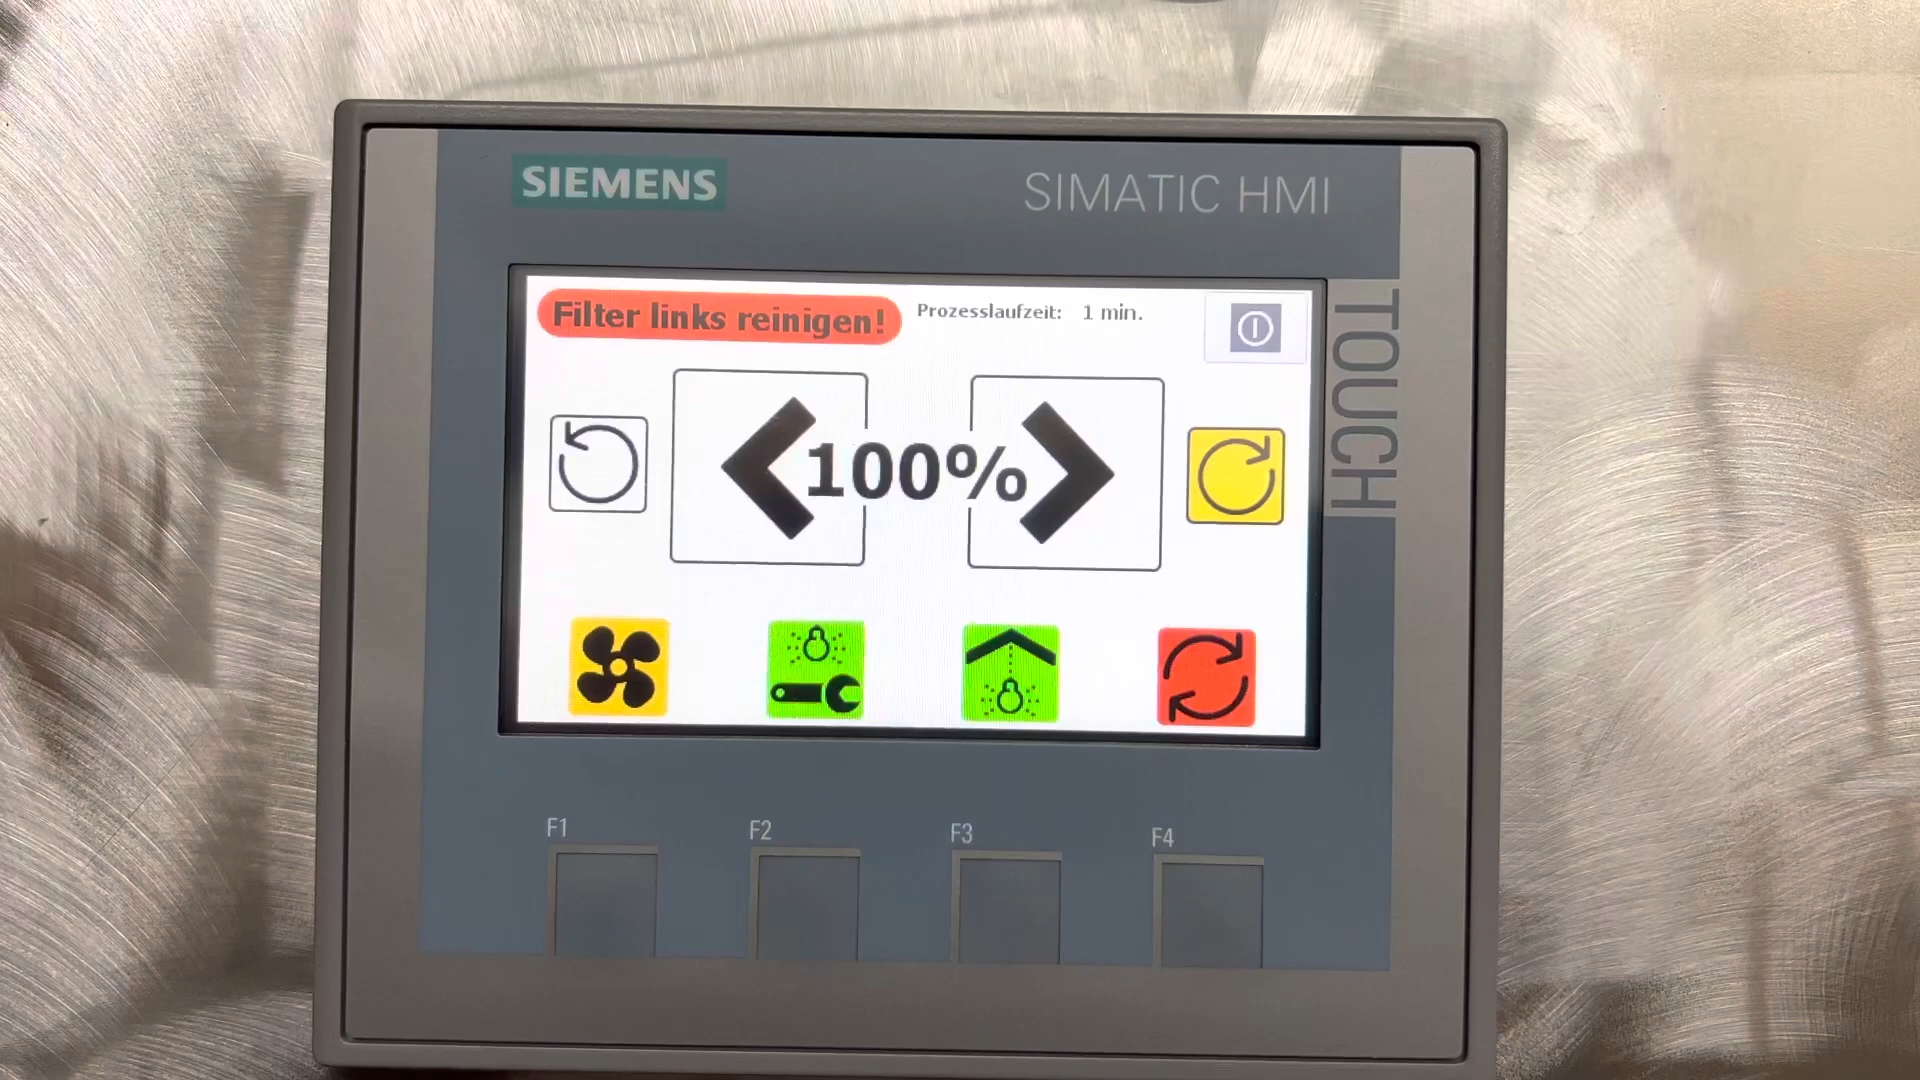 SIEMENS
SIMATIC HMI
TOUCH
Filter links reinigen!
Prozesslaufzeit: 1 min.
100%
F1
F2
F3
F4